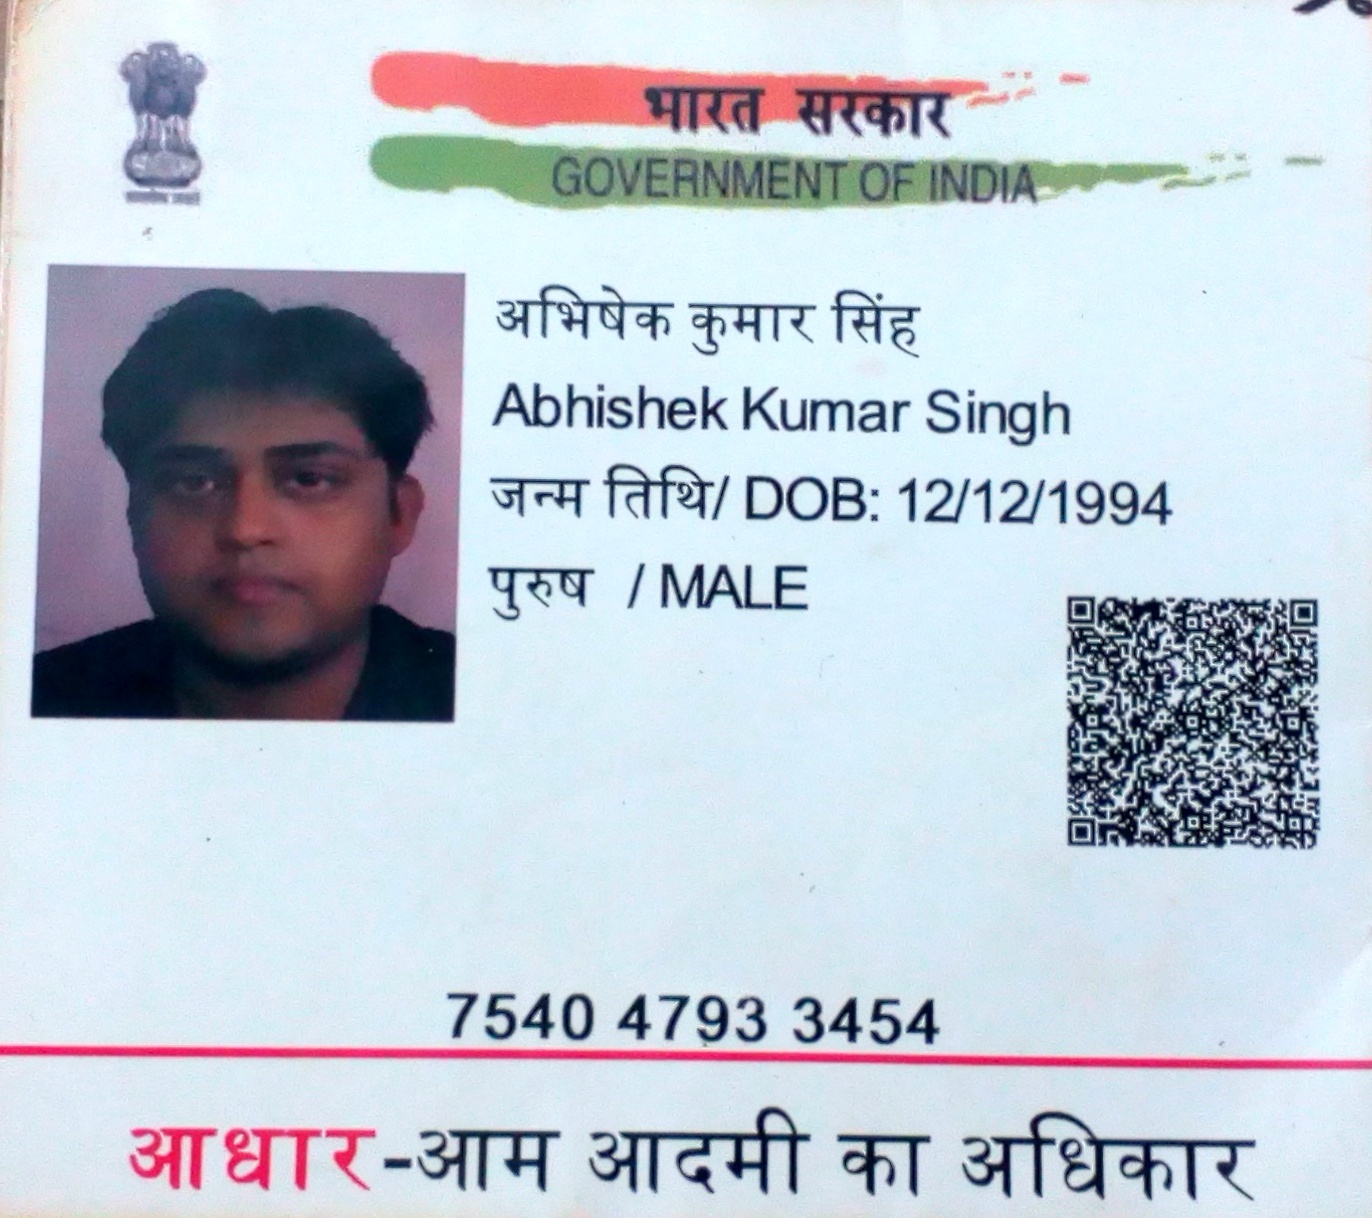 भारत सरकार
GOVERNMENT OF INDIA
अभिषेक कुमार सिंह
Abhishek Kumar Singh
जन्म तिथि/ DOB: 12/12/1994
पुरुष / MALE
7540 4793 3454
आधार-आम आदमी का अधिकार